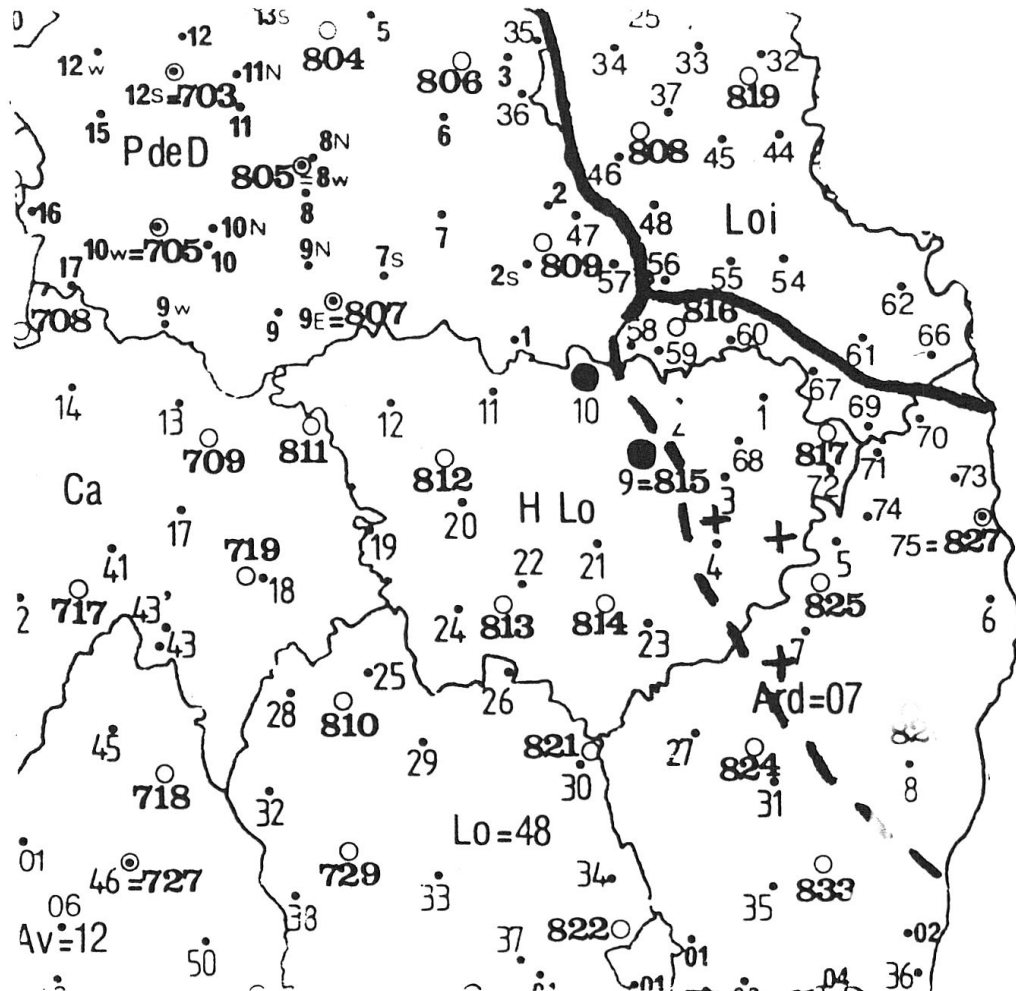 13S 5 35 25
12 804 34 33 32
12 w 11N 806 3 819
12S=703 36 37
15 11 6 808 45 44
P de D 8N
805= 8w 46
16 8 2 48 Loi
10w=705 10N 7 47
10 9N 7S 2S 809 57 56 55 54
17 62
708 9w 9 9E=807 1 58 816 60 66
59 61
14 13 12 11 10 1 67 69 70
709 811 68 817
Ca 812 9=815 3 72 71 73
17 20 H Lo 74
719 19 4 75=827
41 18 22 21 5
2 717 43' 24 813 814 825 6
43 23 7
25 26 Ard=07
28 810
45 29 821 27 824
718 32 30 31 8
Lo=48
01 46=727 729 33 34 35 833
06 38
Av=12 50 37 822 01 02
01 04 36